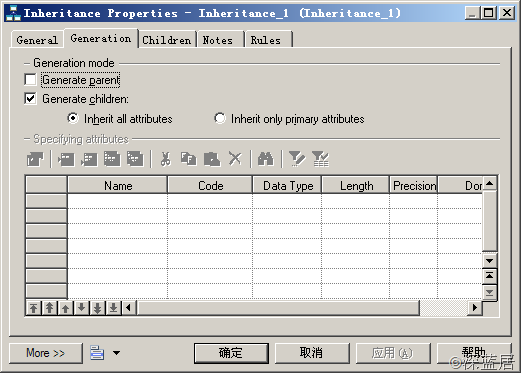 Inheritance Properties - Inheritance_1 (Inheritance_1)
General Generation Children Notes Rules
Generation mode
Generate parent
Generate children:
Inherit all attributes Inherit only primary attributes
Specifying attributes
Name Code Data Type Length Precision Dor
More >> 确定 取消 应用(A) 帮助
©深蓝居